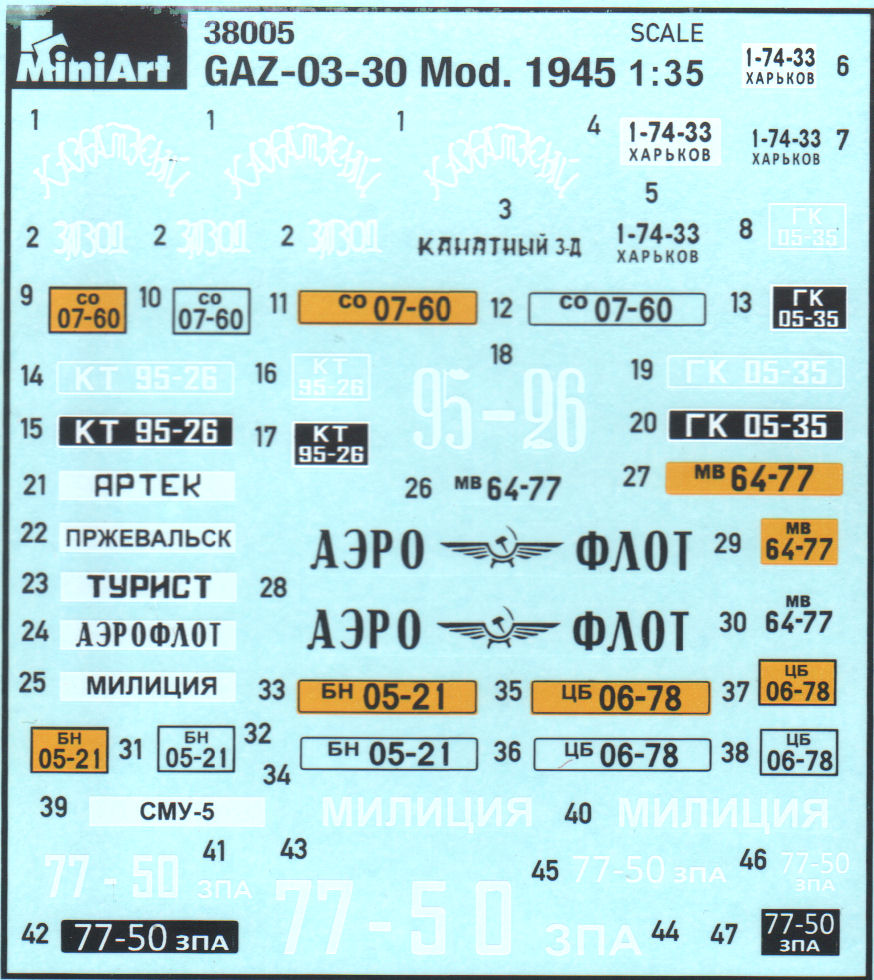 MiniArt
38005
GAZ-03-30 Mod. 1945
SCALE
1:35
1-74-33
ХАРЬКОВ
6
1
1
1
4
1-74-33
ХАРЬКОВ
1-74-33
ХАРЬКОВ
7
2
ЗАВОД
2
ЗАВОД
2
ЗАВОД
3
КАНАТНЫЙ З-Д
5
1-74-33
ХАРЬКОВ
8
ГК
05-35
9
СО
07-60
10
СО
07-60
11
СО 07-60
12
СО 07-60
13
ГК
05-35
14
КТ 95-26
16
КТ
95-26
18
95-26
19
ГК 05-35
15
КТ 95-26
17
КТ
95-26
20
ГК 05-35
21
АРТЕК
26
МВ 64-77
27
МВ 64-77
22
ПРЖЕВАЛЬСК
АЭРО ФЛОТ
29
МВ
64-77
23
ТУРИСТ
28
24
АЭРОФЛОТ
АЭРО ФЛОТ
30
МВ
64-77
25
МИЛИЦИЯ
33
БН 05-21
35
ЦБ 06-78
37
ЦБ
06-78
БН
05-21
31
БН
05-21
32
34
БН 05-21
36
ЦБ 06-78
38
ЦБ
06-78
39
СМУ-5
МИЛИЦИЯ
40
МИЛИЦИЯ
77-50 ЗПА
41
43
77-50 ЗПА
45
77-50 ЗПА
46
77-50
ЗПА
42
77-50 ЗПА
44
47
77-50
ЗПА